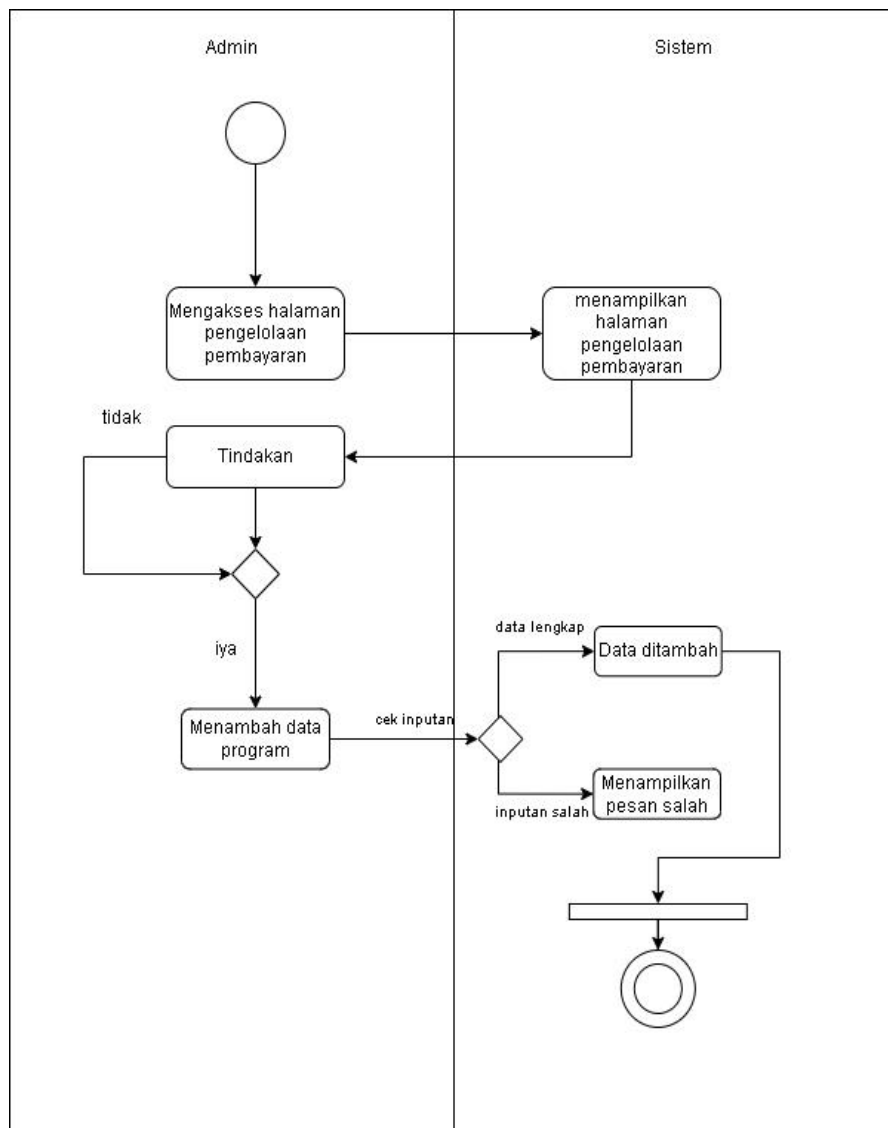 Admin
Sistem
Mengakses halaman
pengelolaan
pembayaran
menampilkan
halaman
pengelolaan
pembayaran
tidak
Tindakan
iya
Menambah data
program
cek inputan
data lengkap
Data ditambah
inputan salah
Menampilkan
pesan salah